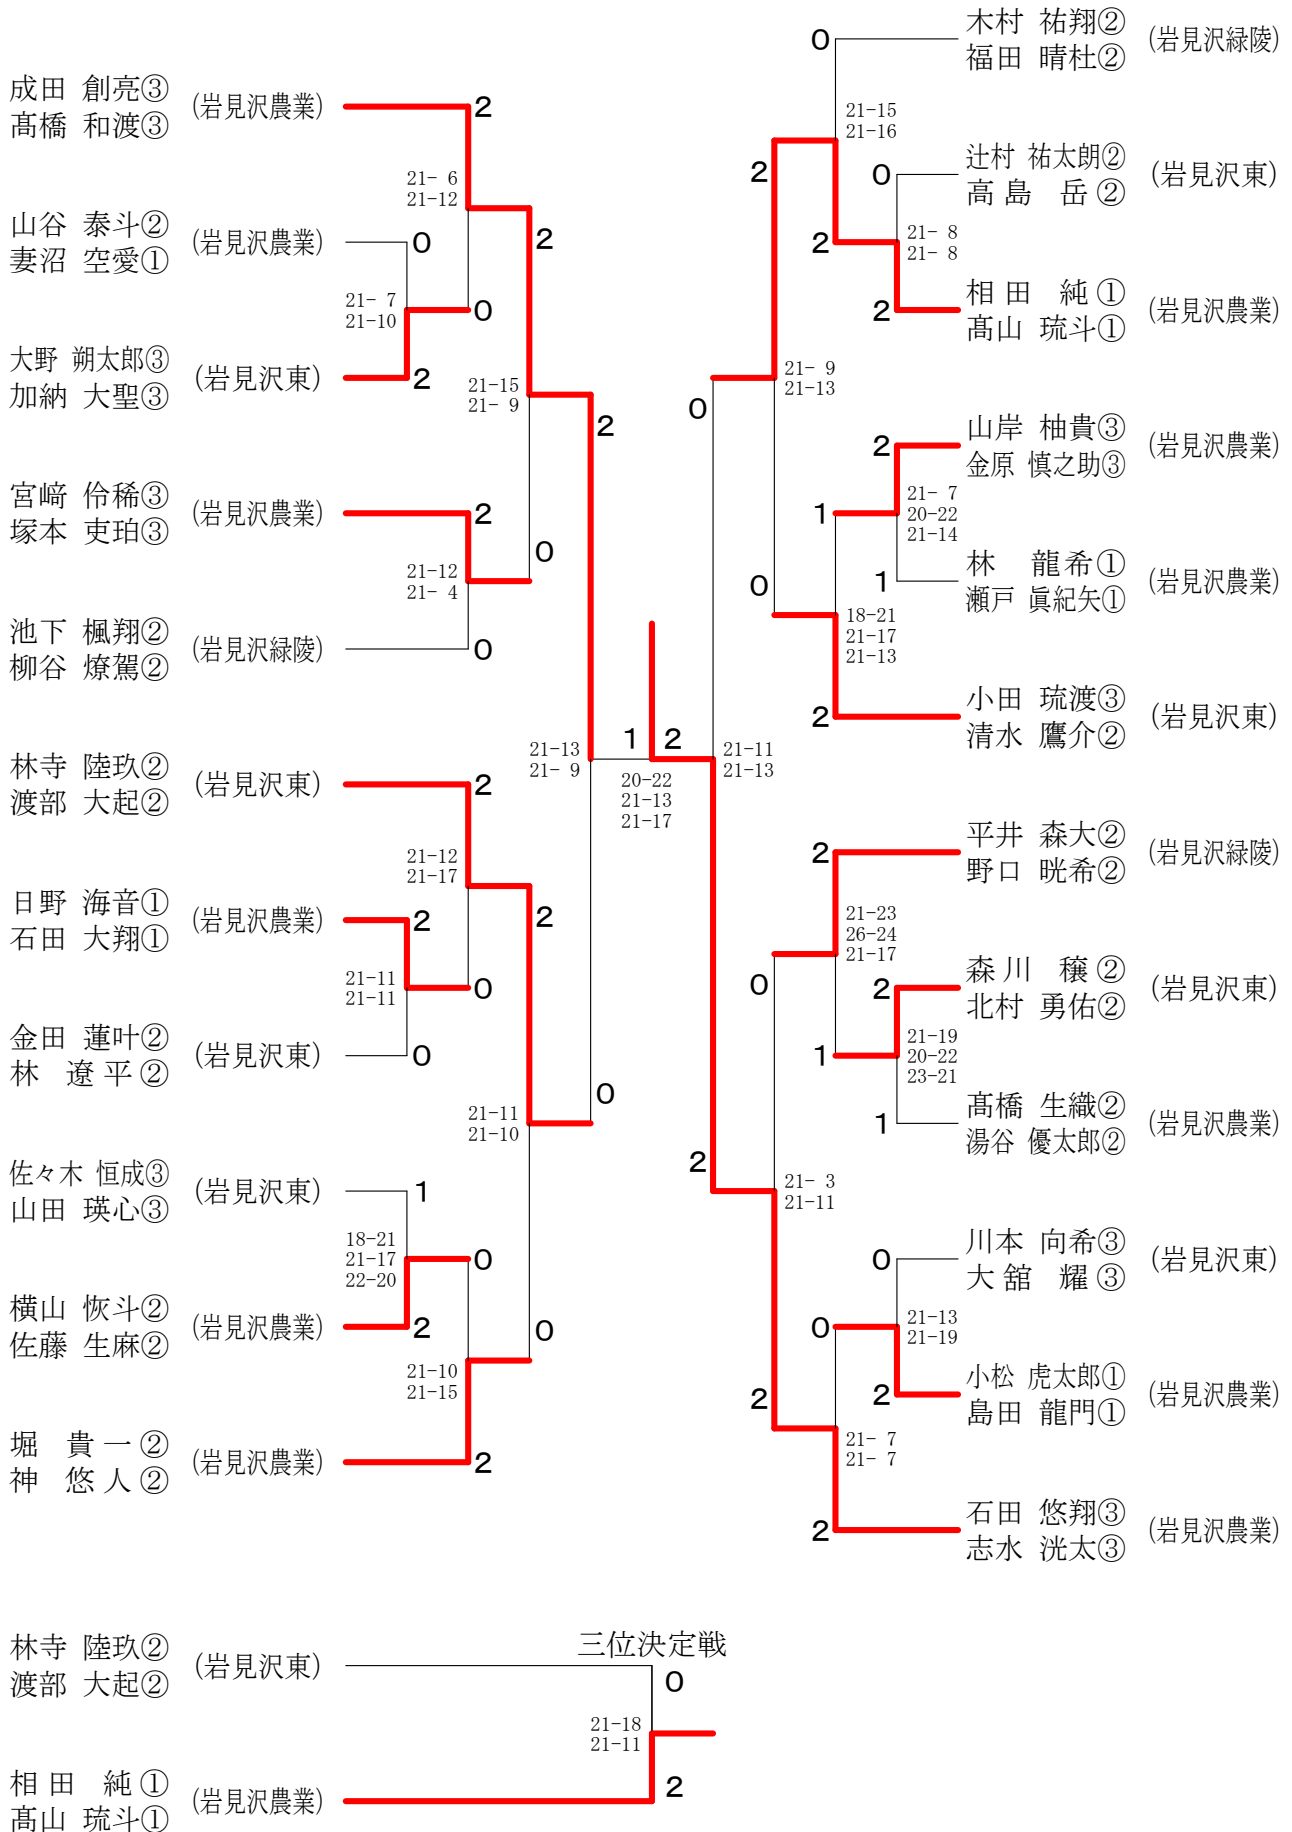 成田 創亮③
髙橋 和渡③
(岩見沢農業)
2
21- 6
21-12
山谷 泰斗②
妻沼 空愛①
(岩見沢農業)
0
2
21- 7
21-10
0
大野 朔太郎③
加納 大聖③
(岩見沢東)
2
21-15
21- 9
2
宮﨑 伶稀③
塚本 吏珀③
(岩見沢農業)
2
0
21-12
21- 4
池下 楓翔②
柳谷 燎駕②
(岩見沢緑陵)
0
21-13
21- 9
林寺 陸玖②
渡部 大起②
(岩見沢東)
2
21-12
21-17
日野 海音①
石田 大翔①
(岩見沢農業)
2
2
21-11
21-11
0
金田 蓮叶②
林 遼平②
(岩見沢東)
0
21-11
21-10
0
佐々木 恒成③
山田 瑛心③
(岩見沢東)
1
18-21
21-17
22-20
0
横山 恢斗②
佐藤 生麻②
(岩見沢農業)
2
0
21-10
21-15
堀 貴一②
神 悠人②
(岩見沢農業)
2
1
2
20-22
21-13
21-17
木村 祐翔②
福田 晴杜②
(岩見沢緑陵)
0
21-15
21-16
辻村 祐太朗②
高島 岳②
(岩見沢東)
0
2
21- 8
21- 8
2
相田 純①
髙山 琉斗①
(岩見沢農業)
2
21- 9
21-13
0
山岸 柚貴③
金原 慎之助③
(岩見沢農業)
2
21- 7
20-22
21-14
1
林 龍希①
瀬戸 眞紀矢①
(岩見沢農業)
1
0
18-21
21-17
21-13
小田 琉渡③
清水 鷹介②
(岩見沢東)
2
21-11
21-13
平井 森大②
野口 晄希②
(岩見沢緑陵)
2
21-23
26-24
21-17
0
森川 穣②
北村 勇佑②
(岩見沢東)
2
21-19
20-22
23-21
1
髙橋 生織②
湯谷 優太郎②
(岩見沢農業)
1
2
21- 3
21-11
川本 向希③
大舘 耀③
(岩見沢東)
0
21-13
21-19
0
小松 虎太郎①
島田 龍門①
(岩見沢農業)
2
2
21- 7
21- 7
石田 悠翔③
志水 洸太③
(岩見沢農業)
2
三位決定戦
林寺 陸玖②
渡部 大起②
(岩見沢東)
0
21-18
21-11
相田 純①
髙山 琉斗①
(岩見沢農業)
2